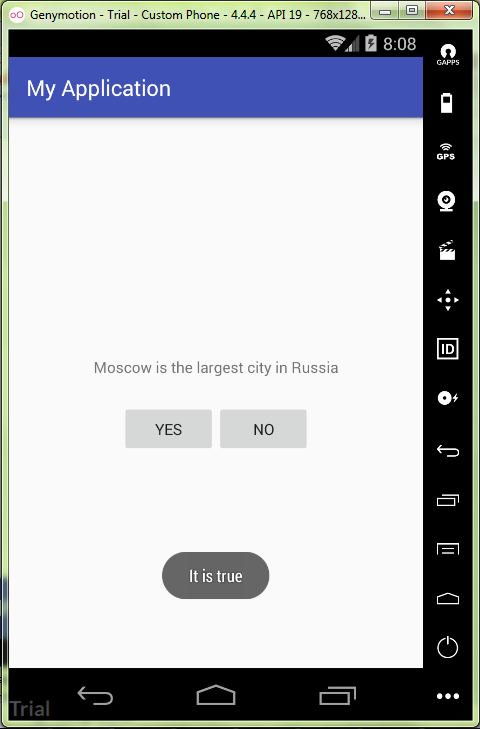 Genymotion - Trial - Custom Phone - 4.4.4 - API 19 - 768x128...
8:08
GAPPS
My Application
GPS
ID
Moscow is the largest city in Russia
YES NO
It is true
Trial